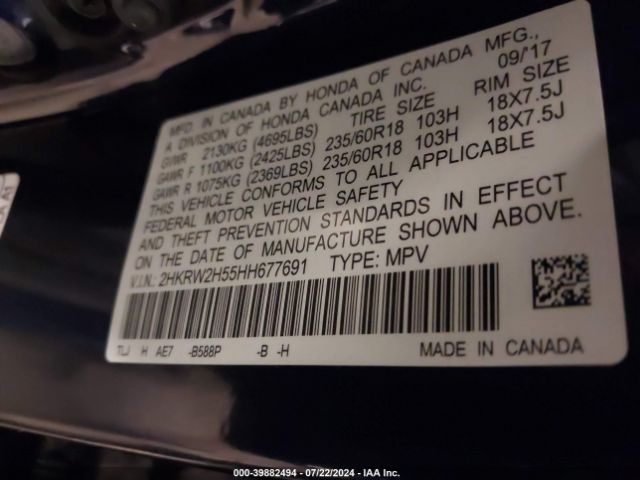 MFD. IN CANADA BY HONDA OF CANADA MFG.,
A DIVISION OF HONDA CANADA INC. 09/'17
GVWR 2130KG (4695LBS) TIRE SIZE RIM SIZE
GAWR F 1100KG (2425LBS) 235/60R18 103H 18X7.5J
GAWR R 1075KG (2369LBS) 235/60R18 103H 18X7.5J
THIS VEHICLE CONFORMS TO ALL APPLICABLE
FEDERAL MOTOR VEHICLE SAFETY
AND THEFT PREVENTION STANDARDS IN EFFECT
ON THE DATE OF MANUFACTURE SHOWN ABOVE.
V.I.N.: 2HKRW2H55HH677691 TYPE: MPV
TLJ H AE7 -B588P -B -H
MADE IN CANADA
000-39882494 - 07/22/2024 - IAA Inc.